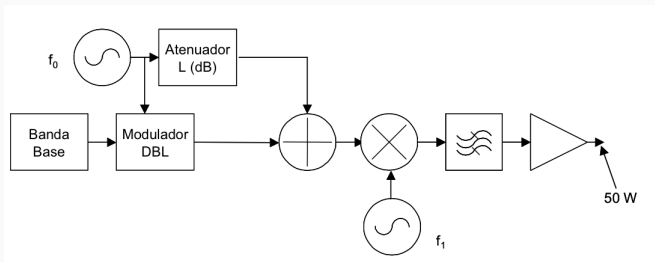 f0
Atenuador
L (dB)
Banda
Base
Modulador
DBL
50 W
f1